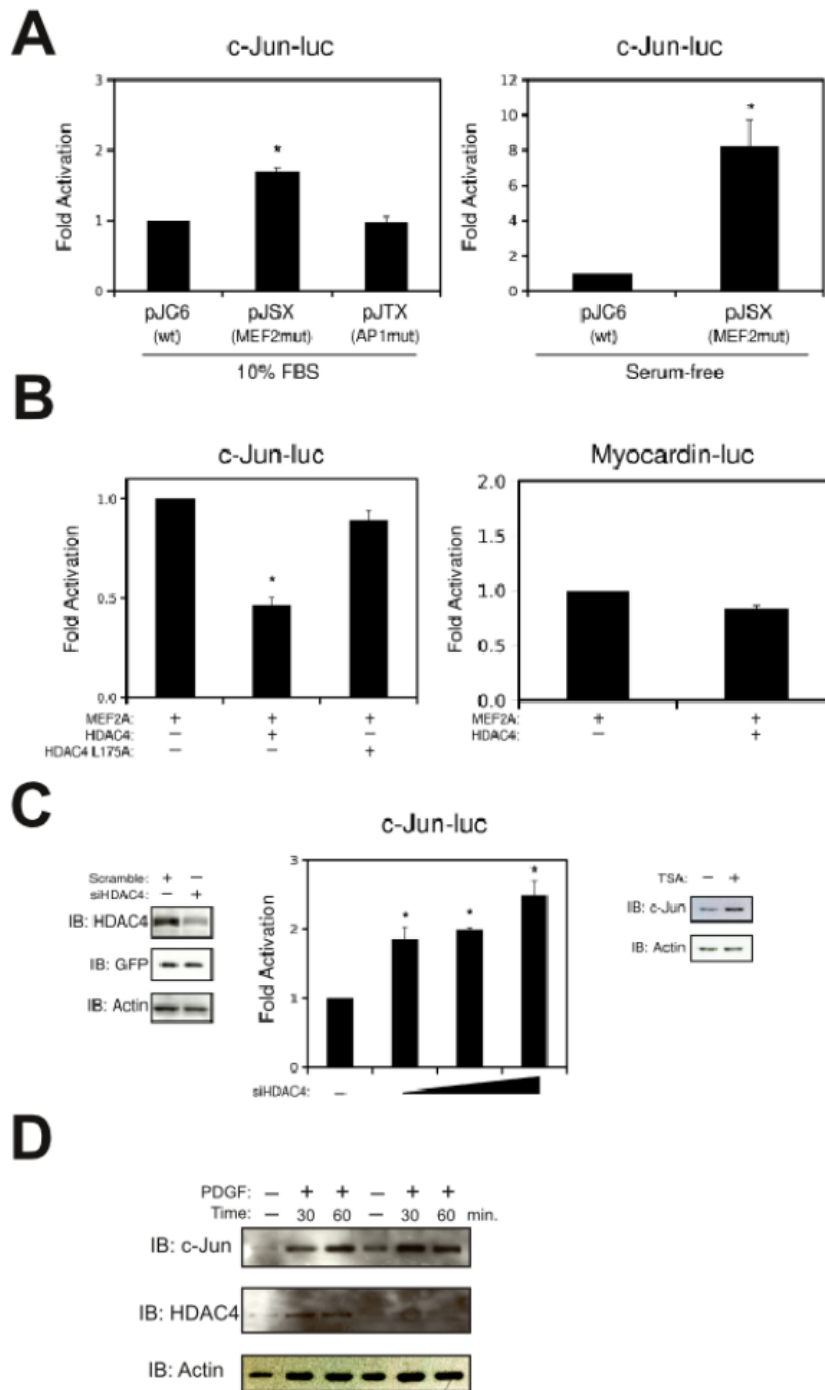 A
c-Jun-luc
c-Jun-luc
Fold Activation
3
2
1
0
*
pJC6 pJSX pJTX
(wt) (MEF2mut) (AP1mut)
10% FBS
Fold Activation
12
10
8
6
4
2
0
*
pJC6 pJSX
(wt) (MEF2mut)
Serum-free
B
c-Jun-luc
Myocardin-luc
Fold Activation
1.0
0.5
0.0
*
MEF2A: + + +
HDAC4: − + −
HDAC4 L175A: − − +
Fold Activation
2.0
1.5
1.0
0.5
0.0
MEF2A: + +
HDAC4: − +
C
c-Jun-luc
Scramble: + −
siHDAC4: − +
IB: HDAC4
IB: GFP
IB: Actin
Fold Activation
3
2
1
0
* * *
siHDAC4: −
TSA: − +
IB: c-Jun
IB: Actin
D
PDGF: − + + − + +
Time: − 30 60 − 30 60 min.
IB: c-Jun
IB: HDAC4
IB: Actin